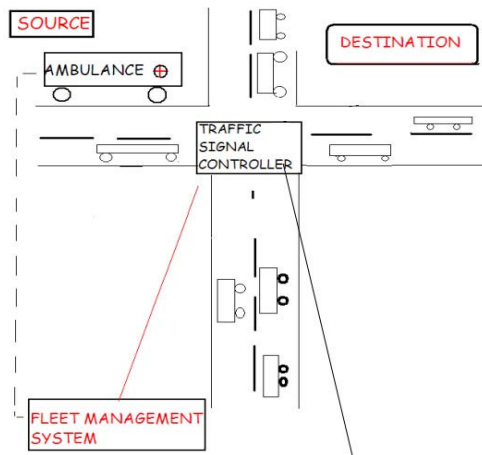 SOURCE
DESTINATION
AMBULANCE
TRAFFIC
SIGNAL
CONTROLLER
FLEET MANAGEMENT
SYSTEM